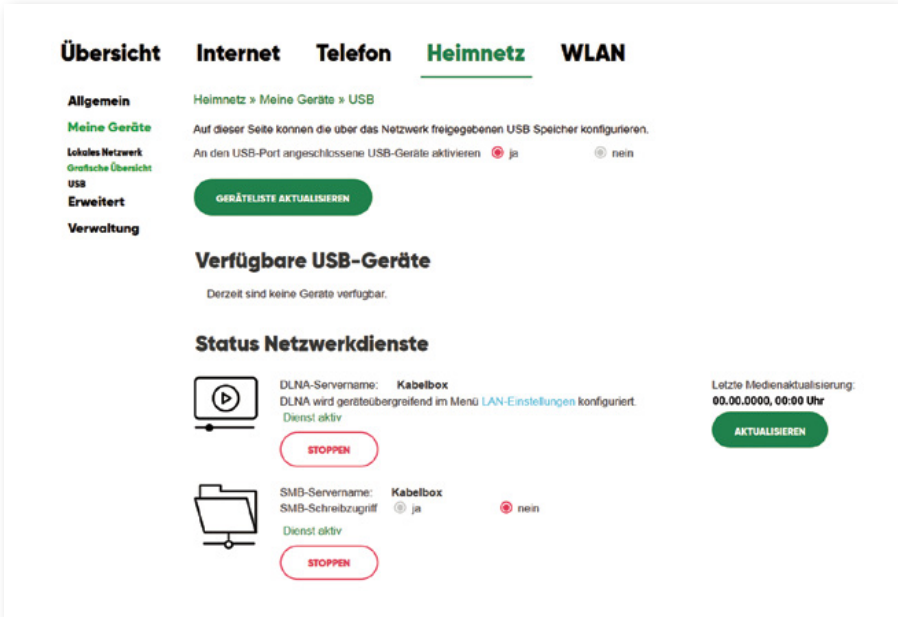 Übersicht Internet Telefon Heimnetz WLAN
Allgemein
Meine Geräte
Lokales Netzwerk
Grafische Übersicht
USB
Erweitert
Verwaltung
Heimnetz » Meine Geräte » USB
Auf dieser Seite konnen die über das Netzwerk freigegebenen USB Speicher konfigurieren.
An den USB-Port angeschlossene USB-Geräte aktivieren ja nein
GERÄTELISTE AKTUALISIEREN
Verfügbare USB-Geräte
Derzeit sind keine Gerate verfugbar.
Status Netzwerkdienste
DLNA-Servername: Kabelbox
DLNA wird geräteübergreifend im Menü LAN-Einstellungen konfiguriert.
Dienst aktiv
STOPPEN
Letzte Medienaktualisierung:
00.00.0000, 00:00 Uhr
AKTUALISIEREN
SMB-Servername: Kabelbox
SMB-Schreibzugriff ja nein
Dienst aktiv
STOPPEN